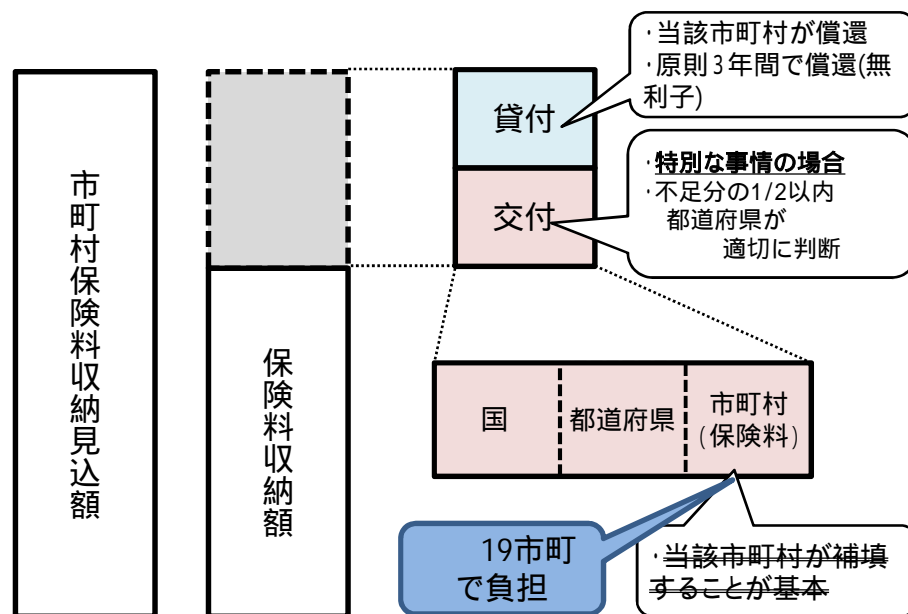 市町村保険料収納見込額
保険料収納額
貸付
交付
･当該市町村が償還
･原則3年間で償還(無
利子)
･特別な事情の場合
･不足分の1/2以内
都道府県が
適切に判断
国
都道府県
市町村
(保険料)
19市町
で負担
･当該市町村が補填
することが基本